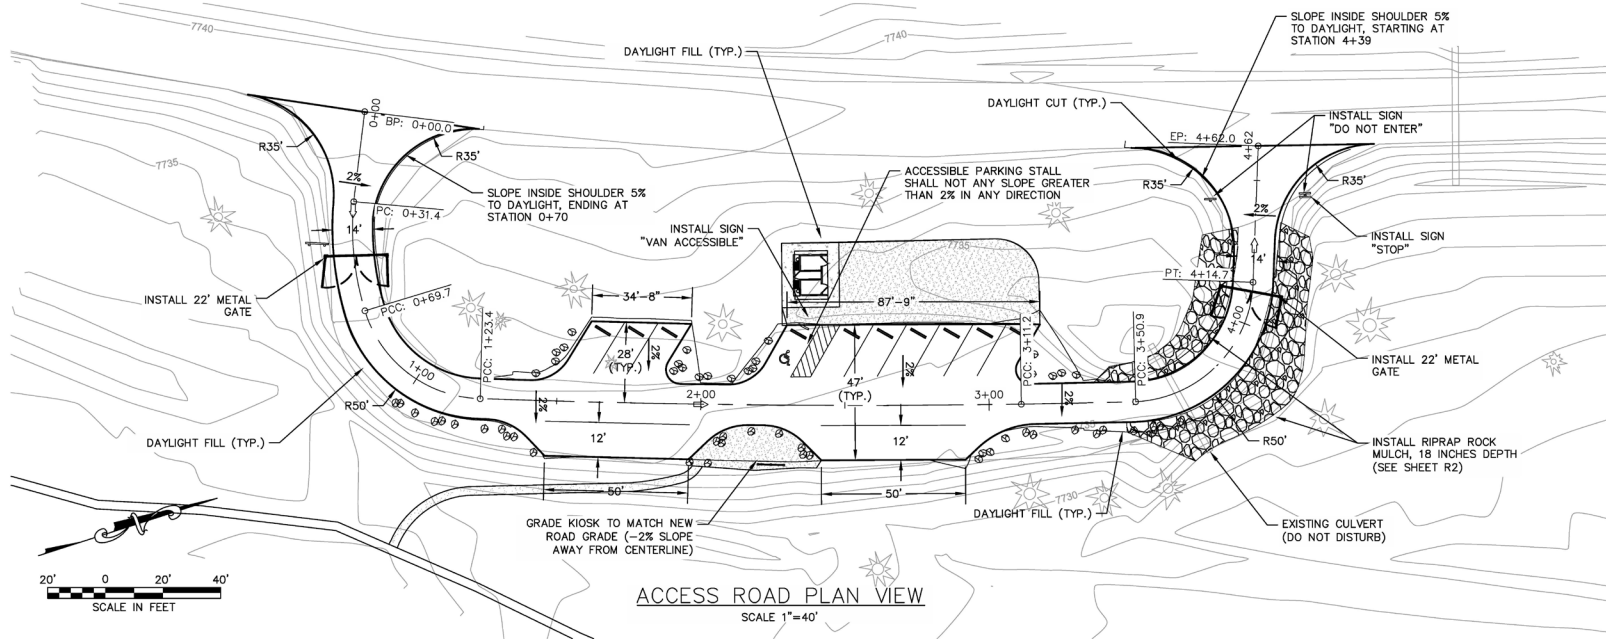 7740
7740
SLOPE INSIDE SHOULDER 5%
TO DAYLIGHT, STARTING AT
STATION 4+39
DAYLIGHT FILL (TYP.)
DAYLIGHT CUT (TYP.)
0+00
BP: 0+00.0
EP: 4+62.0
4+62
INSTALL SIGN
"DO NOT ENTER"
R35'
R35'
7735
2%
SLOPE INSIDE SHOULDER 5%
TO DAYLIGHT, ENDING AT
STATION 0+70
ACCESSIBLE PARKING STALL
SHALL NOT ANY SLOPE GREATER
THAN 2% IN ANY DIRECTION
R35'
R35'
PC: 0+31.4
14'
2%
INSTALL SIGN
"VAN ACCESSIBLE"
7735
INSTALL SIGN
"STOP"
14'
PT: 4+14.7
INSTALL 22' METAL
GATE
PCC: 0+69.7
34'-8"
87'-9"
PCC: 1+23.4
PCC: 3+11.2
PCC: 3+50.9
4+00
28'
(TYP.)
2%
2%
INSTALL 22' METAL
GATE
1+00
47'
(TYP.)
2+00
3+00
2%
2%
R50'
12'
12'
7735
DAYLIGHT FILL (TYP.)
R50'
INSTALL RIPRAP ROCK
MULCH, 18 INCHES DEPTH
(SEE SHEET R2)
50'
50'
7730
DAYLIGHT FILL (TYP.)
GRADE KIOSK TO MATCH NEW
ROAD GRADE (-2% SLOPE
AWAY FROM CENTERLINE)
EXISTING CULVERT
(DO NOT DISTURB)
N
20' 0 20' 40'
SCALE IN FEET
ACCESS ROAD PLAN VIEW
SCALE 1"=40'